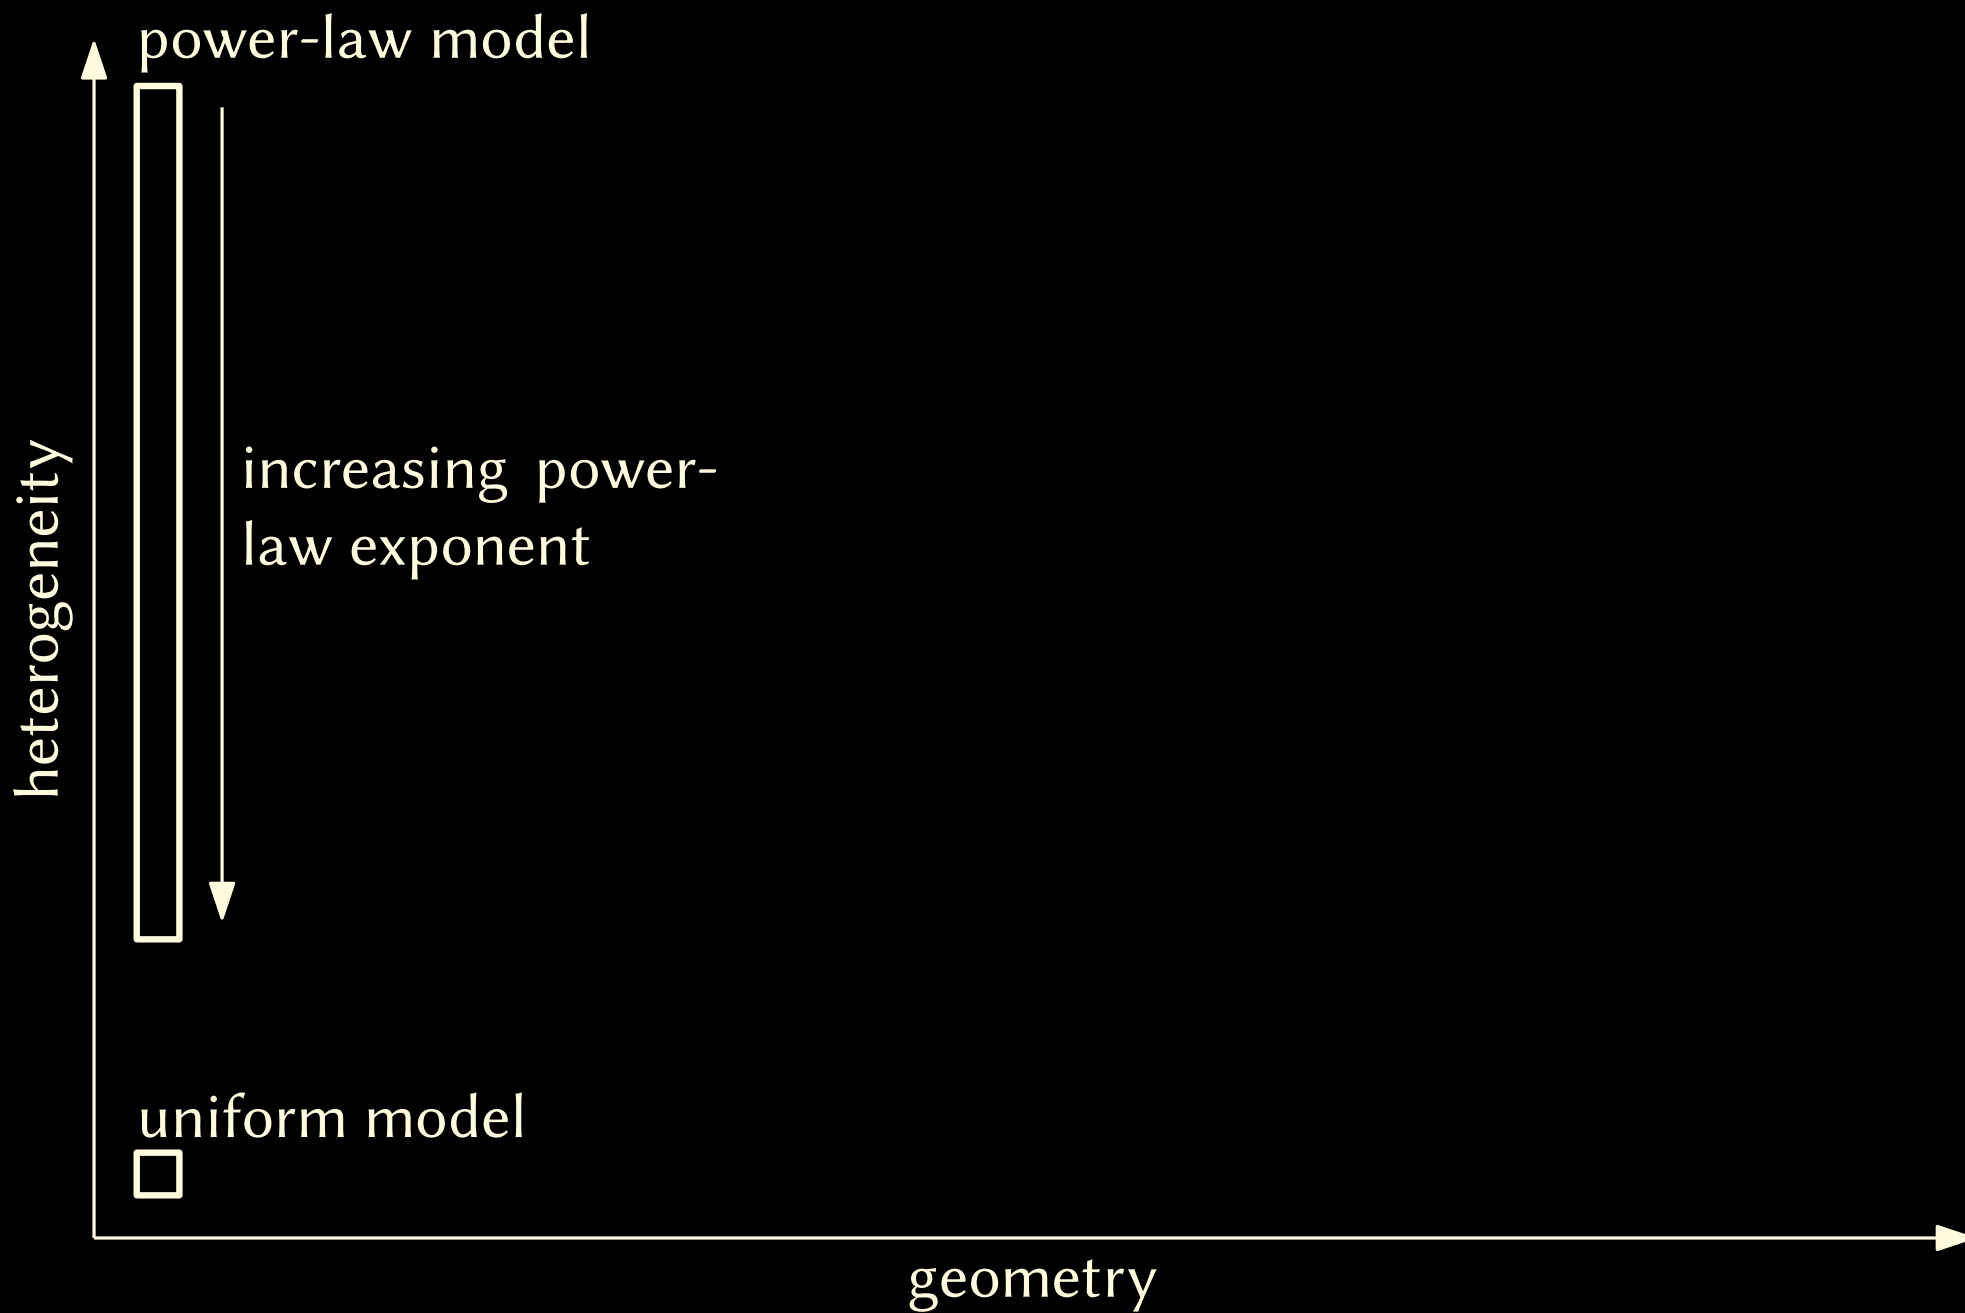 power-law model
heterogeneity
increasing power-
law exponent
uniform model
geometry